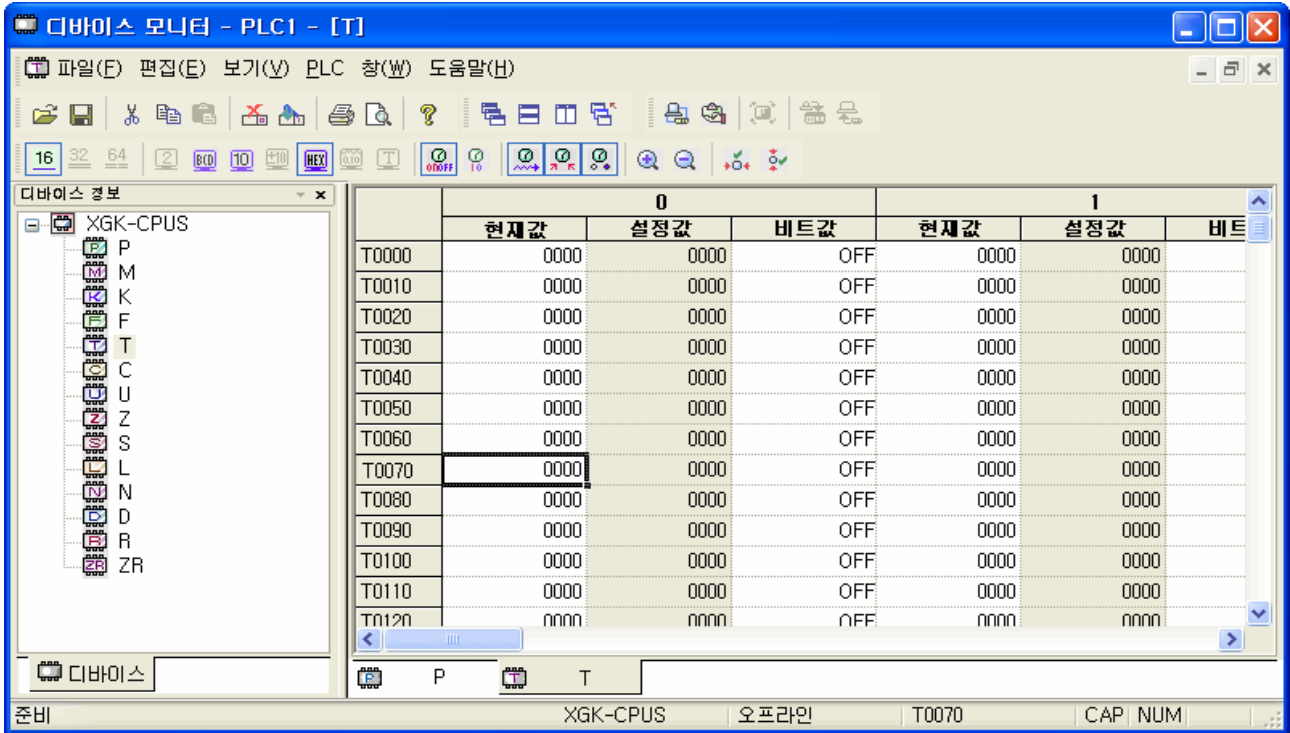 디바이스 모니터 - PLC1 - [T]
파일(F) 편집(E) 보기(V) PLC 창(W) 도움말(H)
16 32 64 2 BCD 10 ±10 HEX T ON OFF 1 0
디바이스 정보
XGK-CPUS
P
M
K
F
T
C
U
Z
S
L
N
D
R
ZR
디바이스
0 1
현재값 설정값 비트값 현재값 설정값 비트
T0000 0000 0000 OFF 0000 0000
T0010 0000 0000 OFF 0000 0000
T0020 0000 0000 OFF 0000 0000
T0030 0000 0000 OFF 0000 0000
T0040 0000 0000 OFF 0000 0000
T0050 0000 0000 OFF 0000 0000
T0060 0000 0000 OFF 0000 0000
T0070 0000 0000 OFF 0000 0000
T0080 0000 0000 OFF 0000 0000
T0090 0000 0000 OFF 0000 0000
T0100 0000 0000 OFF 0000 0000
T0110 0000 0000 OFF 0000 0000
T0120 0000 0000 OFF 0000 0000
P T
준비 XGK-CPUS 오프라인 T0070 CAP NUM